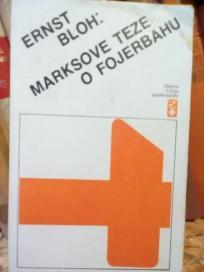 ERNST
BLOH:
MARKSOVE TEZE
O FOJERBAHU